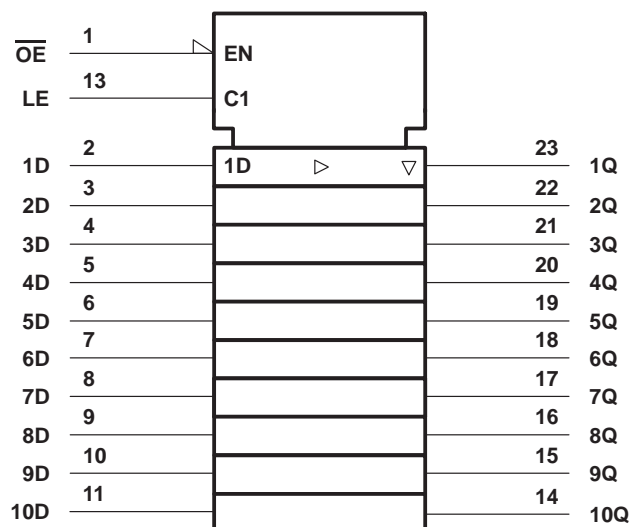 OE 1 EN
LE 13 C1
1D 2 1D 23 1Q
2D 3 22 2Q
3D 4 21 3Q
4D 5 20 4Q
5D 6 19 5Q
6D 7 18 6Q
7D 8 17 7Q
8D 9 16 8Q
9D 10 15 9Q
10D 11 14 10Q